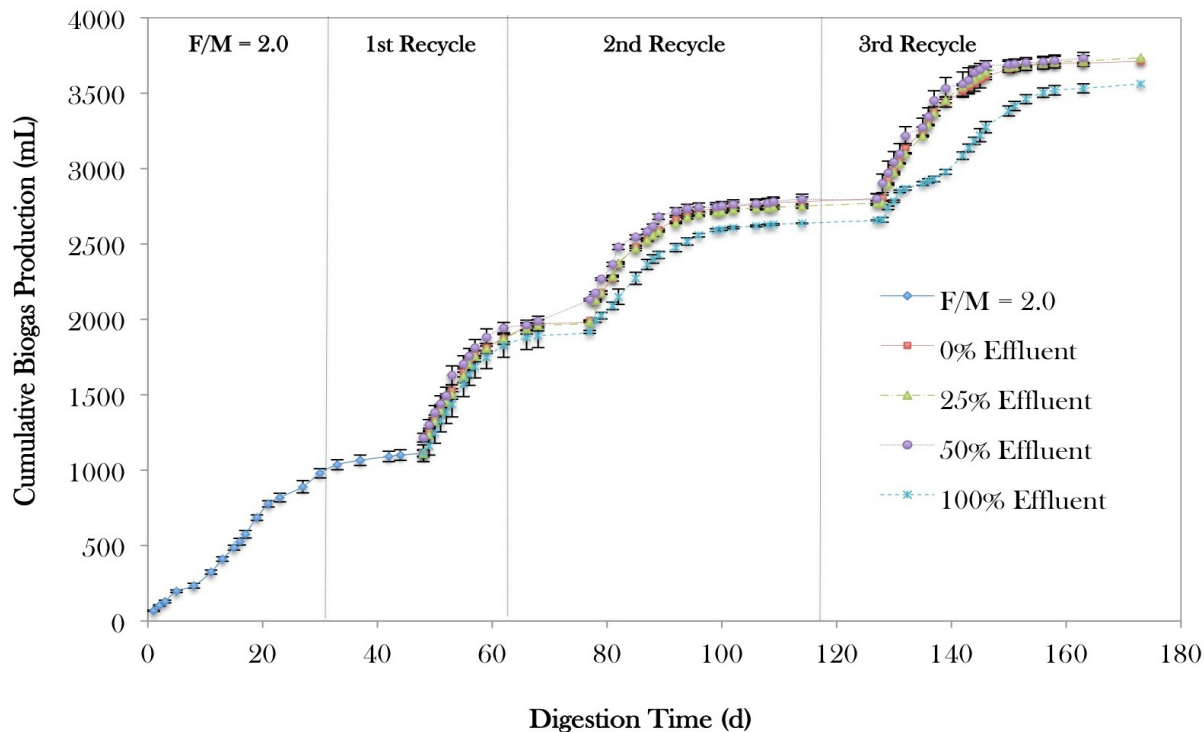 4000
3500
3000
2500
2000
1500
1000
500
0
Cumulative Biogas Production (mL)
F/M = 2.0
1st Recycle
2nd Recycle
3rd Recycle
F/M = 2.0
0% Effluent
25% Effluent
50% Effluent
100% Effluent
0 20 40 60 80 100 120 140 160 180
Digestion Time (d)